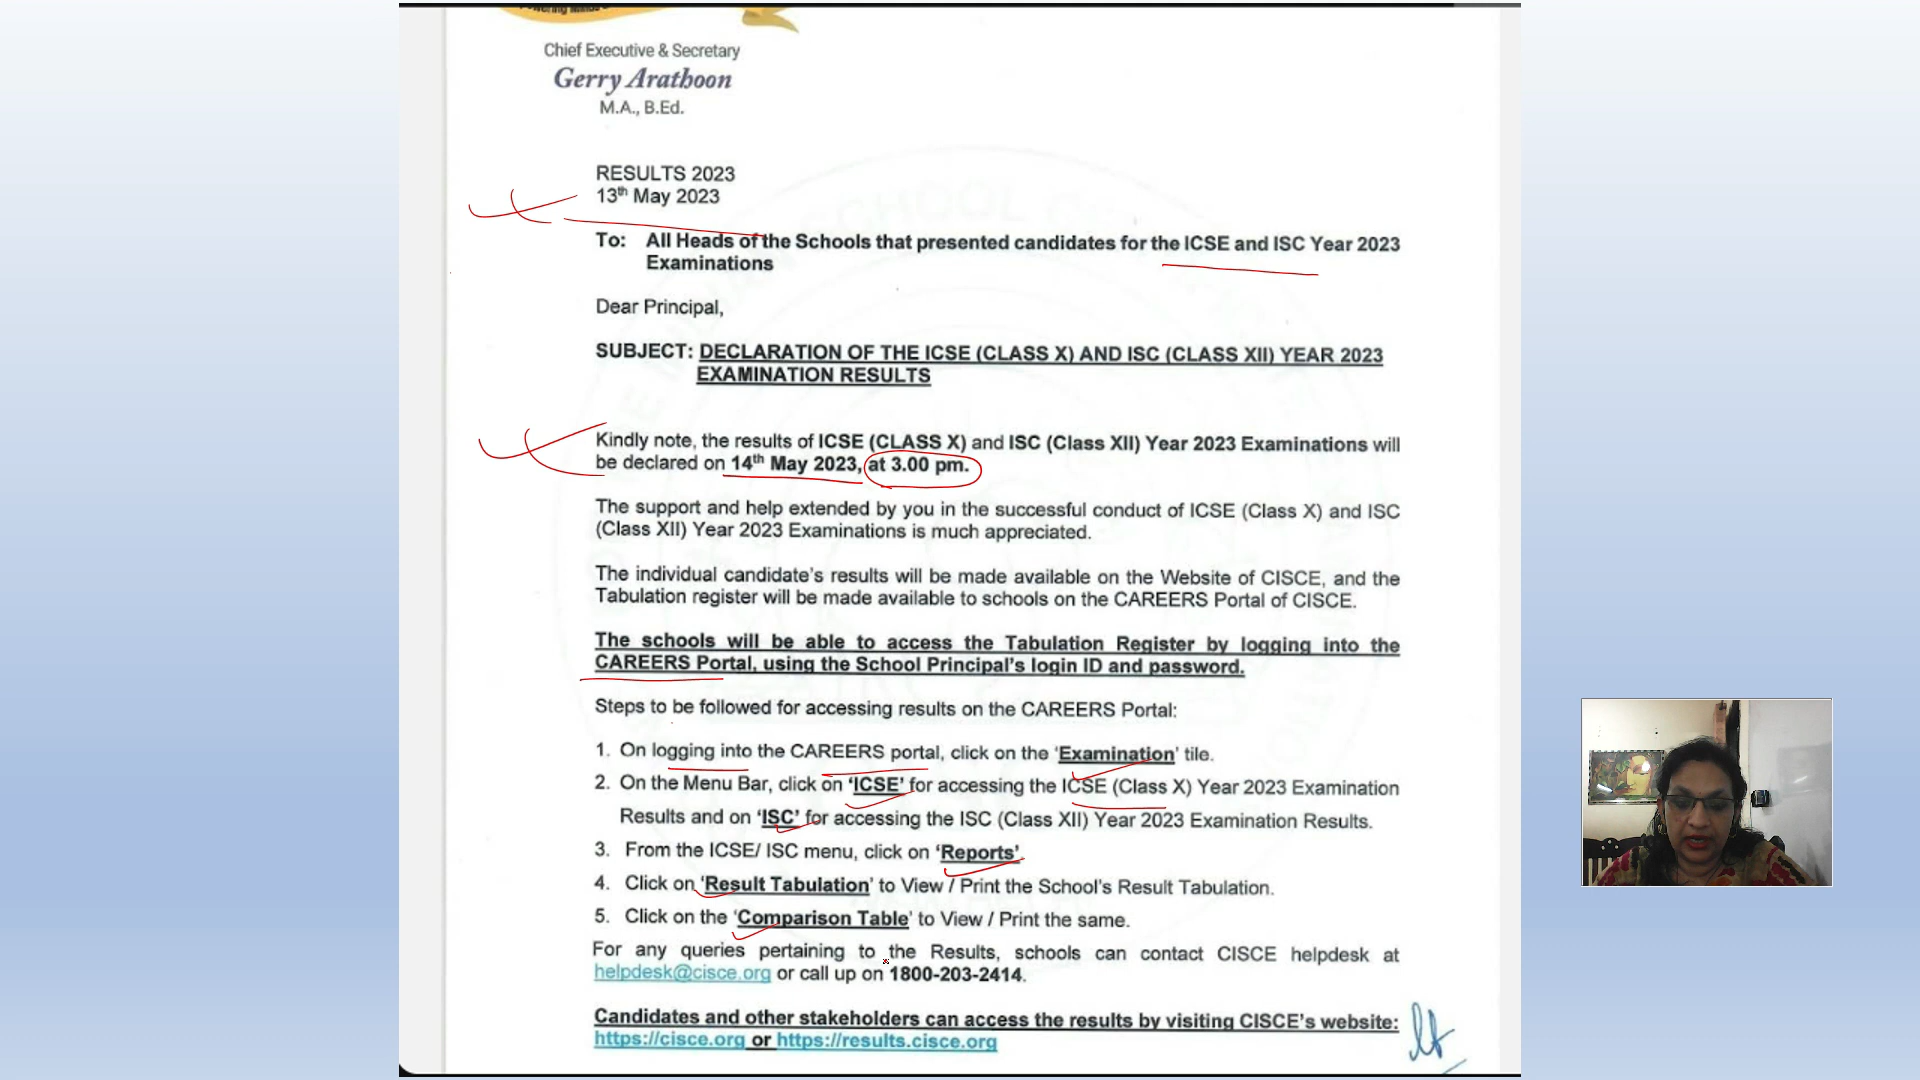 Chief Executive & Secretary
Gerry Arathoon
M.A., B.Ed.
RESULTS 2023
13th May 2023
To: All Heads of the Schools that presented candidates for the ICSE and ISC Year 2023
Examinations
Dear Principal,
SUBJECT: DECLARATION OF THE ICSE (CLASS X) AND ISC (CLASS XII) YEAR 2023
EXAMINATION RESULTS
Kindly note, the results of ICSE (CLASS X) and ISC (Class XII) Year 2023 Examinations will
be declared on 14th May 2023, at 3.00 pm.
The support and help extended by you in the successful conduct of ICSE (Class X) and ISC
(Class XII) Year 2023 Examinations is much appreciated.
The individual candidate's results will be made available on the Website of CISCE, and the
Tabulation register will be made available to schools on the CAREERS Portal of CISCE.
The schools will be able to access the Tabulation Register by logging into the
CAREERS Portal, using the School Principal's login ID and password.
Steps to be followed for accessing results on the CAREERS Portal:
1. On logging into the CAREERS portal, click on the 'Examination' tile.
2. On the Menu Bar, click on 'ICSE' for accessing the ICSE (Class X) Year 2023 Examination
Results and on 'ISC' for accessing the ISC (Class XII) Year 2023 Examination Results.
3. From the ICSE/ ISC menu, click on 'Reports'.
4. Click on 'Result Tabulation' to View / Print the School's Result Tabulation.
5. Click on the 'Comparison Table' to View / Print the same.
For any queries pertaining to the Results, schools can contact CISCE helpdesk at
helpdesk@cisce.org or call up on 1800-203-2414.
Candidates and other stakeholders can access the results by visiting CISCE's website:
https://cisce.org or https://results.cisce.org